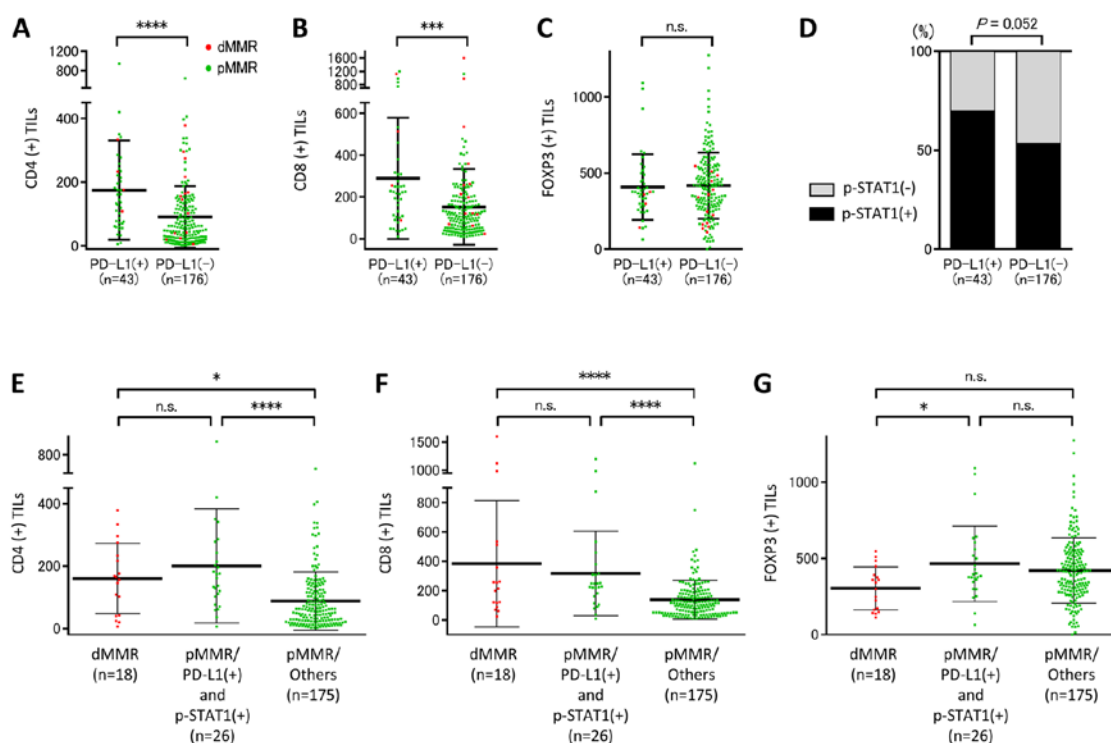 A
****
CD4 (+) TILs
1200
800
400
200
0
PD-L1(+)
(n=43)
PD-L1(-)
(n=176)
dMMR
pMMR
B
***
CD8 (+) TILs
1600
1200
800
600
400
200
0
PD-L1(+)
(n=43)
PD-L1(-)
(n=176)
C
n.s.
FOXP3 (+) TILs
1000
500
0
PD-L1(+)
(n=43)
PD-L1(-)
(n=176)
D
P = 0.052
(%)
100
50
0
p-STAT1(-)
p-STAT1(+)
PD-L1(+)
(n=43)
PD-L1(-)
(n=176)
E
*
n.s.
****
CD4 (+) TILs
800
400
200
0
dMMR
(n=18)
pMMR/
PD-L1(+)
and
p-STAT1(+)
(n=26)
pMMR/
Others
(n=175)
F
****
n.s.
****
CD8 (+) TILs
1500
1000
800
600
400
200
0
dMMR
(n=18)
pMMR/
PD-L1(+)
and
p-STAT1(+)
(n=26)
pMMR/
Others
(n=175)
G
n.s.
*
n.s.
FOXP3 (+) TILs
1000
500
0
dMMR
(n=18)
pMMR/
PD-L1(+)
and
p-STAT1(+)
(n=26)
pMMR/
Others
(n=175)